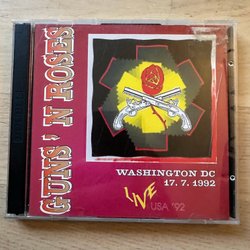 GUNS 'N ROSES
WASHINGTON DC
17. 7. 1992
LIVE
USA '92